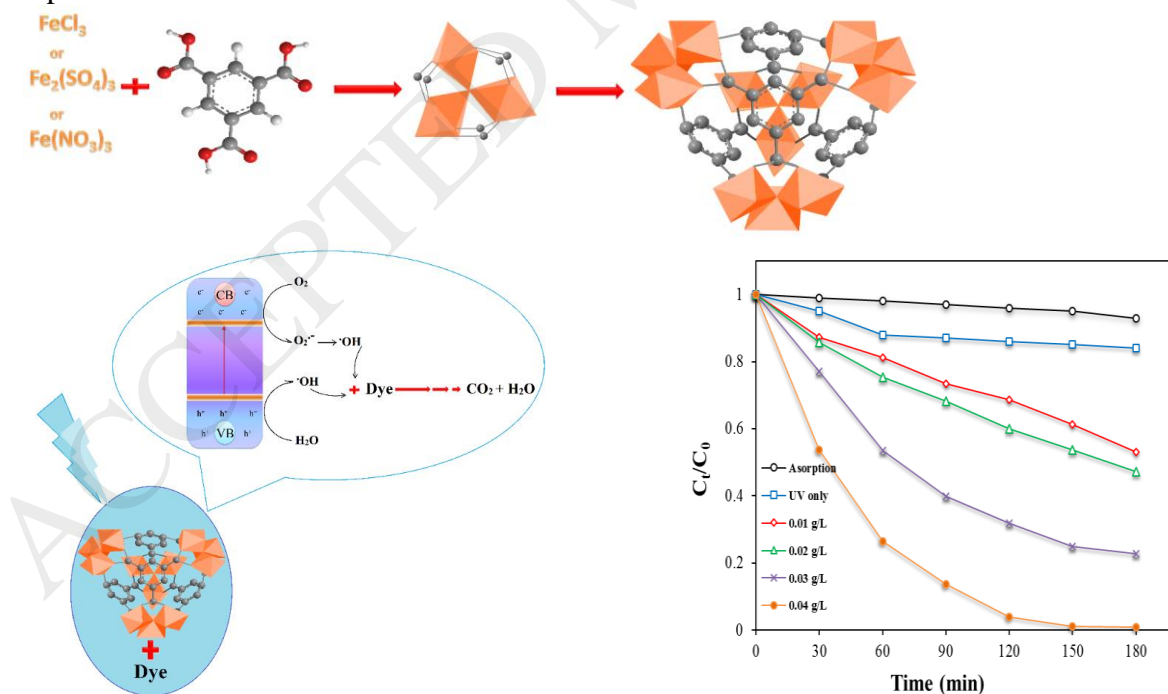 FeCl₃
or
Fe₂(SO₄)₃
or
Fe(NO₃)₃
+
ACCEPTED M
CB
e⁻ e⁻
e⁻ e⁻ e⁻
O₂
O₂•⁻ → •OH
+ Dye → CO₂ + H₂O
•OH
h⁺ h⁺ h⁺
h⁺ VB h⁺
H₂O
+
Dye
Cₜ/C₀
1
0.8
0.6
0.4
0.2
0
Asorption
UV only
0.01 g/L
0.02 g/L
0.03 g/L
0.04 g/L
0 30 60 90 120 150 180
Time (min)